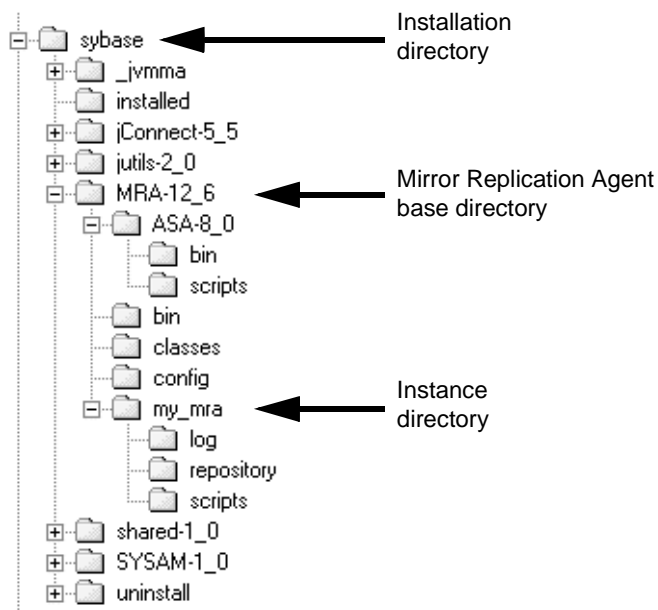 sybase
Installation
directory
_jvmma
installed
jConnect-5_5
jutils-2_0
MRA-12_6
Mirror Replication Agent
base directory
ASA-8_0
bin
scripts
bin
classes
config
my_mra
Instance
directory
log
repository
scripts
shared-1_0
SYSAM-1_0
uninstall